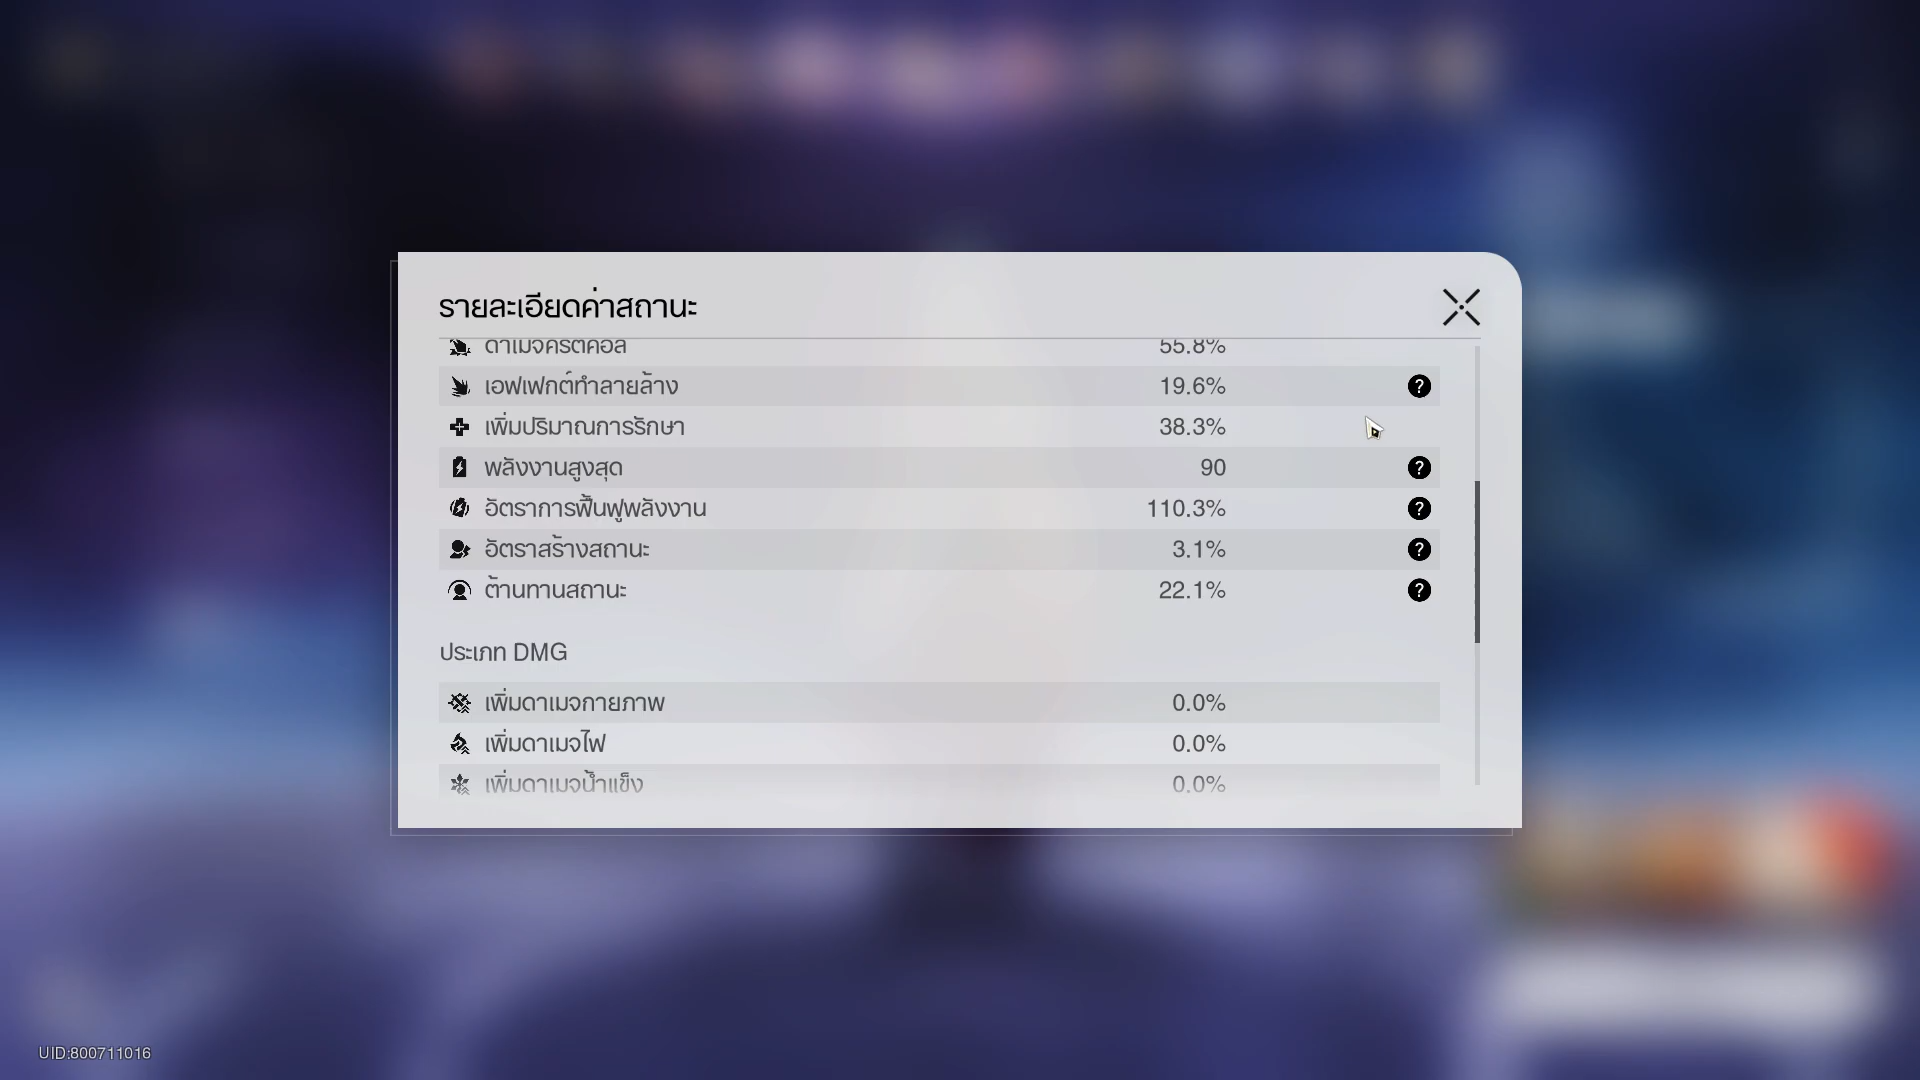 รายละเอียดค่าสถานะ
ดาเมจคริติคอล 55.8%
เอฟเฟกต์ทำลายล้าง 19.6%
เพิ่มปริมาณการรักษา 38.3%
พลังงานสูงสุด 90
อัตราการฟื้นฟูพลังงาน 110.3%
อัตราสร้างสถานะ 3.1%
ต้านทานสถานะ 22.1%
ประเภท DMG
เพิ่มดาเมจกายภาพ 0.0%
เพิ่มดาเมจไฟ 0.0%
เพิ่มดาเมจน้ำแข็ง 0.0%
UID:800711016